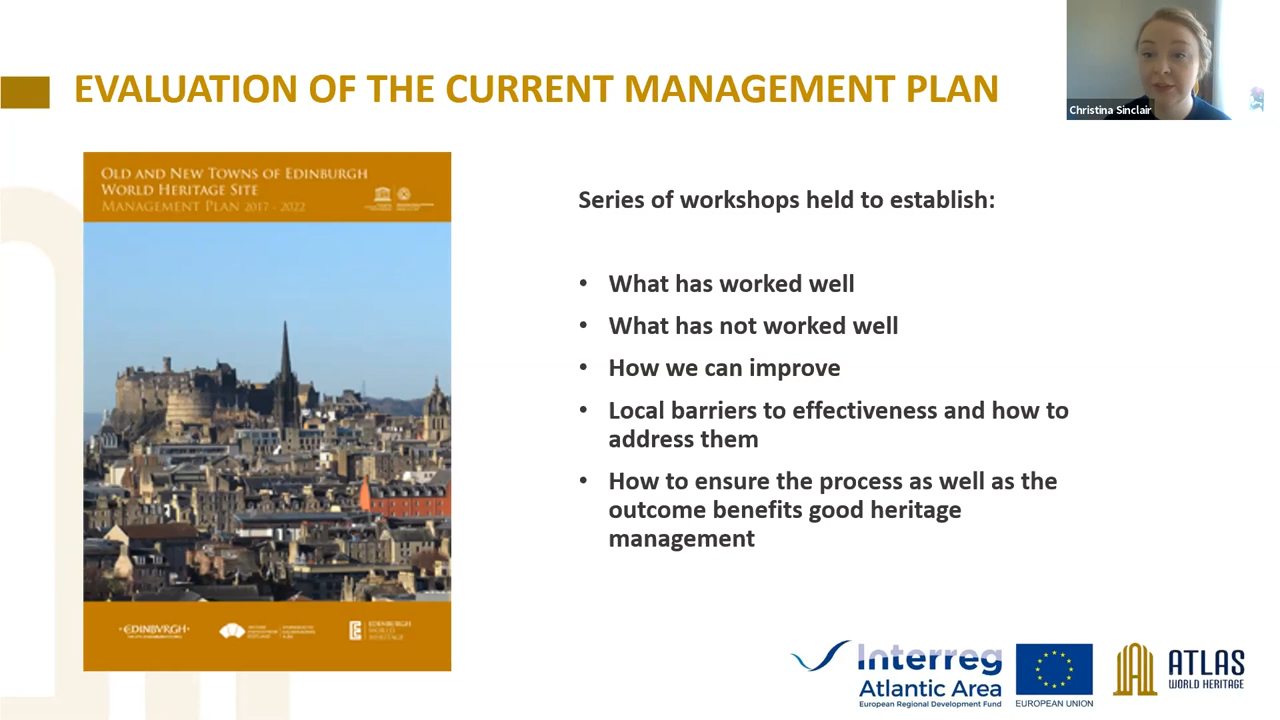 EVALUATION OF THE CURRENT MANAGEMENT PLAN
Christina Sinclair
OLD AND NEW TOWNS OF EDINBURGH
WORLD HERITAGE SITE
MANAGEMENT PLAN 2017 - 2022
Series of workshops held to establish:
• What has worked well
• What has not worked well
• How we can improve
• Local barriers to effectiveness and how to
address them
• How to ensure the process as well as the
outcome benefits good heritage
management
•EDINBVRGH•
EDINBURGH
WORLD
HERITAGE
Interreg
Atlantic Area
European Regional Development Fund
EUROPEAN UNION
ATLAS
WORLD HERITAGE